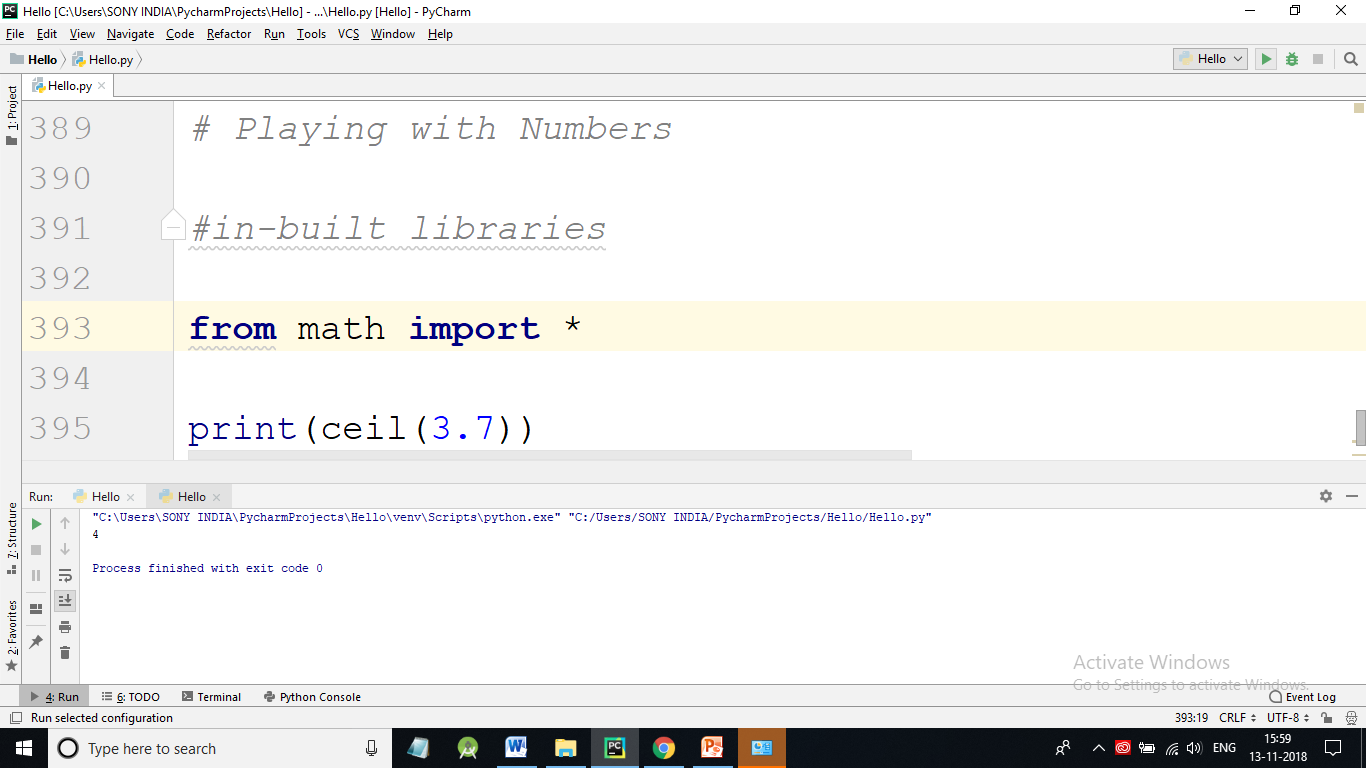 Hello [C:\Users\SONY INDIA\PycharmProjects\Hello] - ...\Hello.py [Hello] - PyCharm
File Edit View Navigate Code Refactor Run Tools VCS Window Help
Hello Hello.py Hello
Hello.py
1: Project
389 # Playing with Numbers
390
391 #in-built libraries
392
393 from math import *
394
395 print(ceil(3.7))
Run: Hello Hello
7: Structure
2: Favorites
"C:\Users\SONY INDIA\PycharmProjects\Hello\venv\Scripts\python.exe" "C:/Users/SONY INDIA/PycharmProjects/Hello/Hello.py"
4
Process finished with exit code 0
Activate Windows
Go to Settings to activate Windows.
4: Run 6: TODO Terminal Python Console Event Log
Run selected configuration 393:19 CRLF UTF-8
Type here to search ENG 15:59
13-11-2018